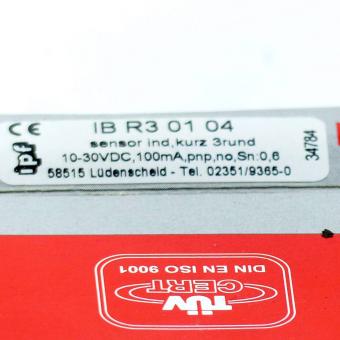 CE
IB R3 01 04
sensor ind,kurz 3rund
10-30VDC,100mA,pnp,no,Sn:0,6
58515 Lüdenscheid - Tel. 02351/9365-0
ipf
34784
DIN EN ISO 9001
TÜV
CERT